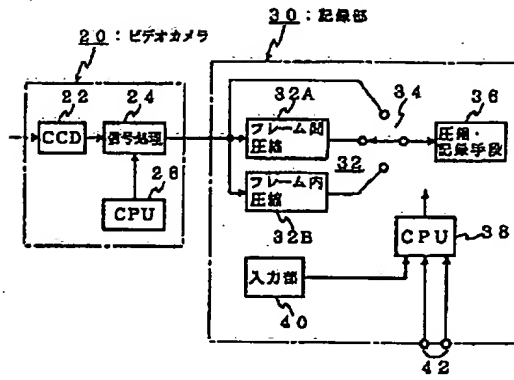 20:ビデオカメラ
30:記録部
22
24
CCD
信号処理
26
CPU
32A
フレーム間
圧縮
32
フレーム内
圧縮
32B
34
36
圧縮・
記録手段
CPU
38
入力部
40
42